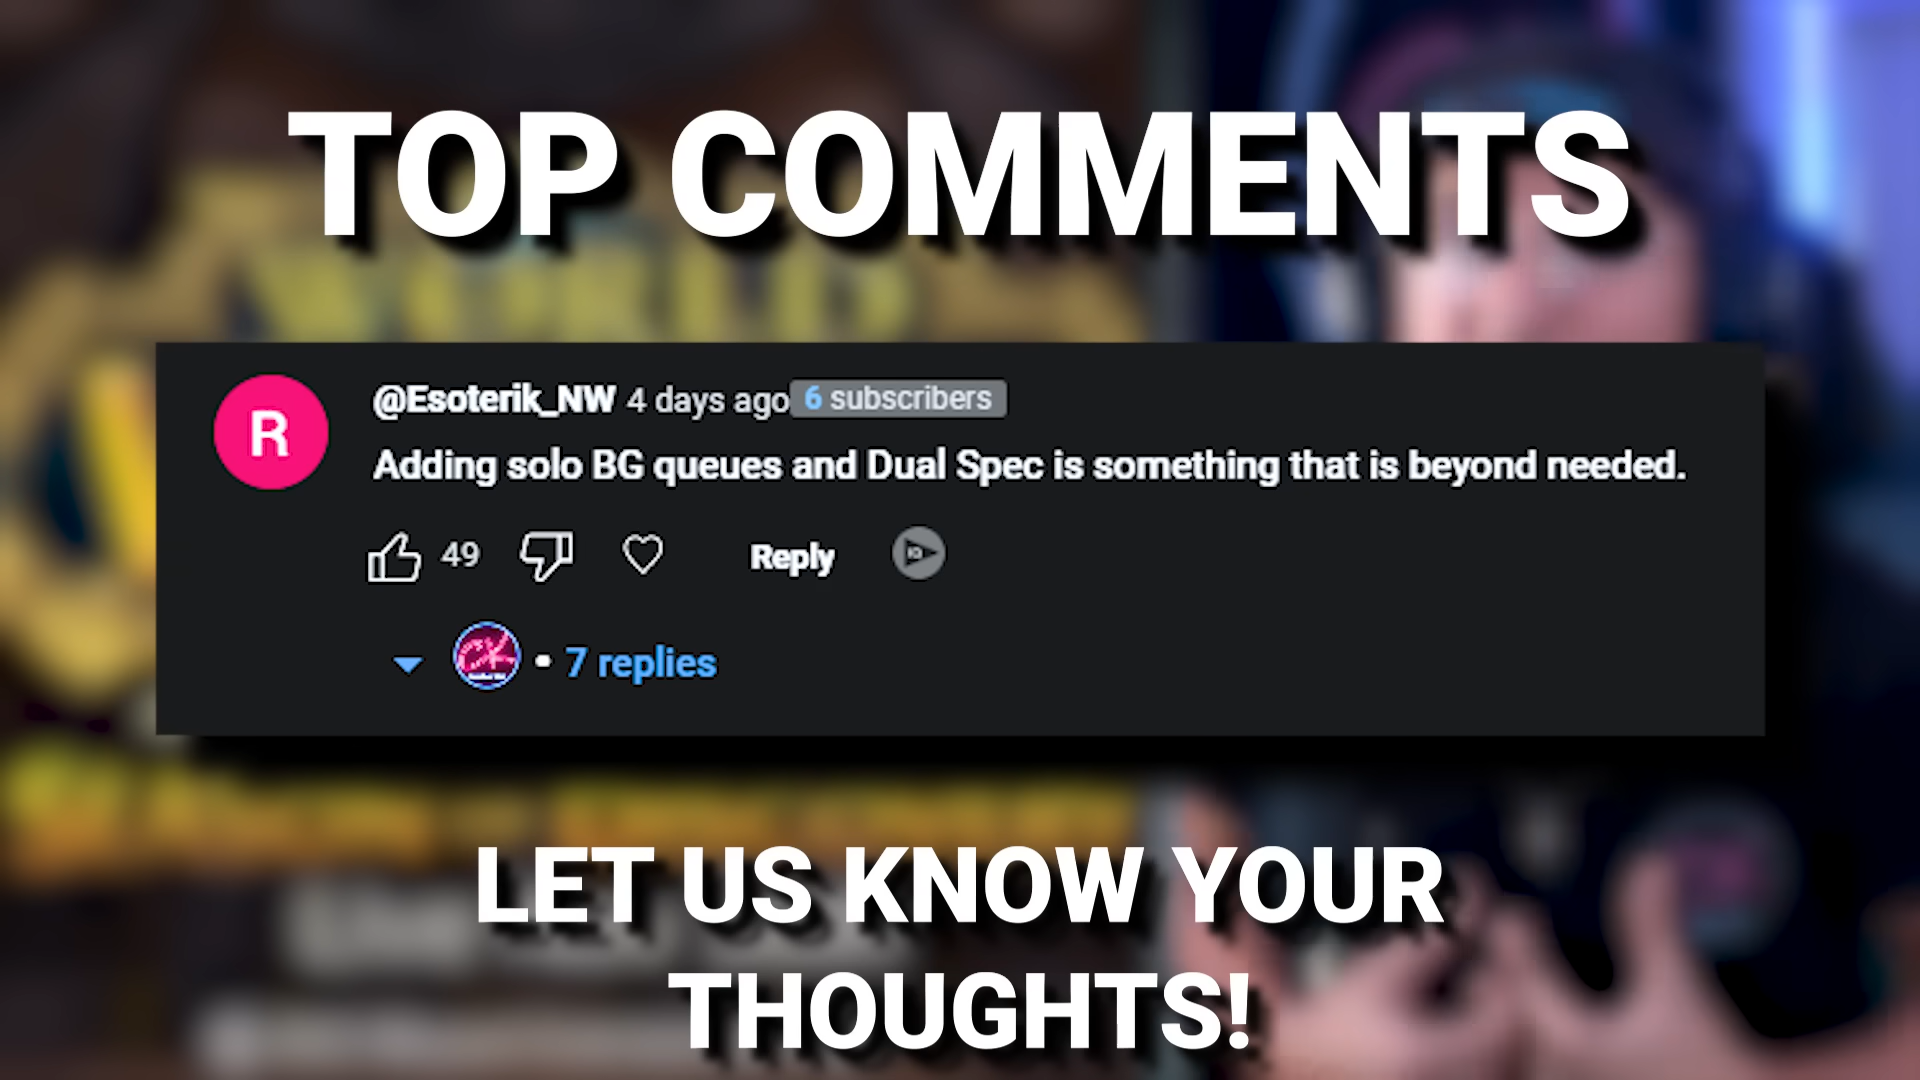 TOP COMMENTS
R
@Esoterik_NW 4 days ago 6 subscribers
Adding solo BG queues and Dual Spec is something that is beyond needed.
49 Reply
7 replies
LET US KNOW YOUR
THOUGHTS!